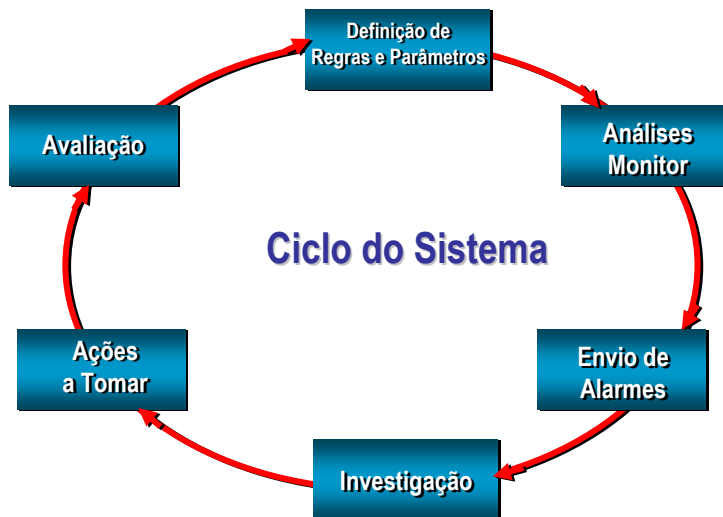 Definição de
Regras e Parâmetros
Avaliação
Análises
Monitor
Ciclo do Sistema
Ações
a Tomar
Envio de
Alarmes
Investigação